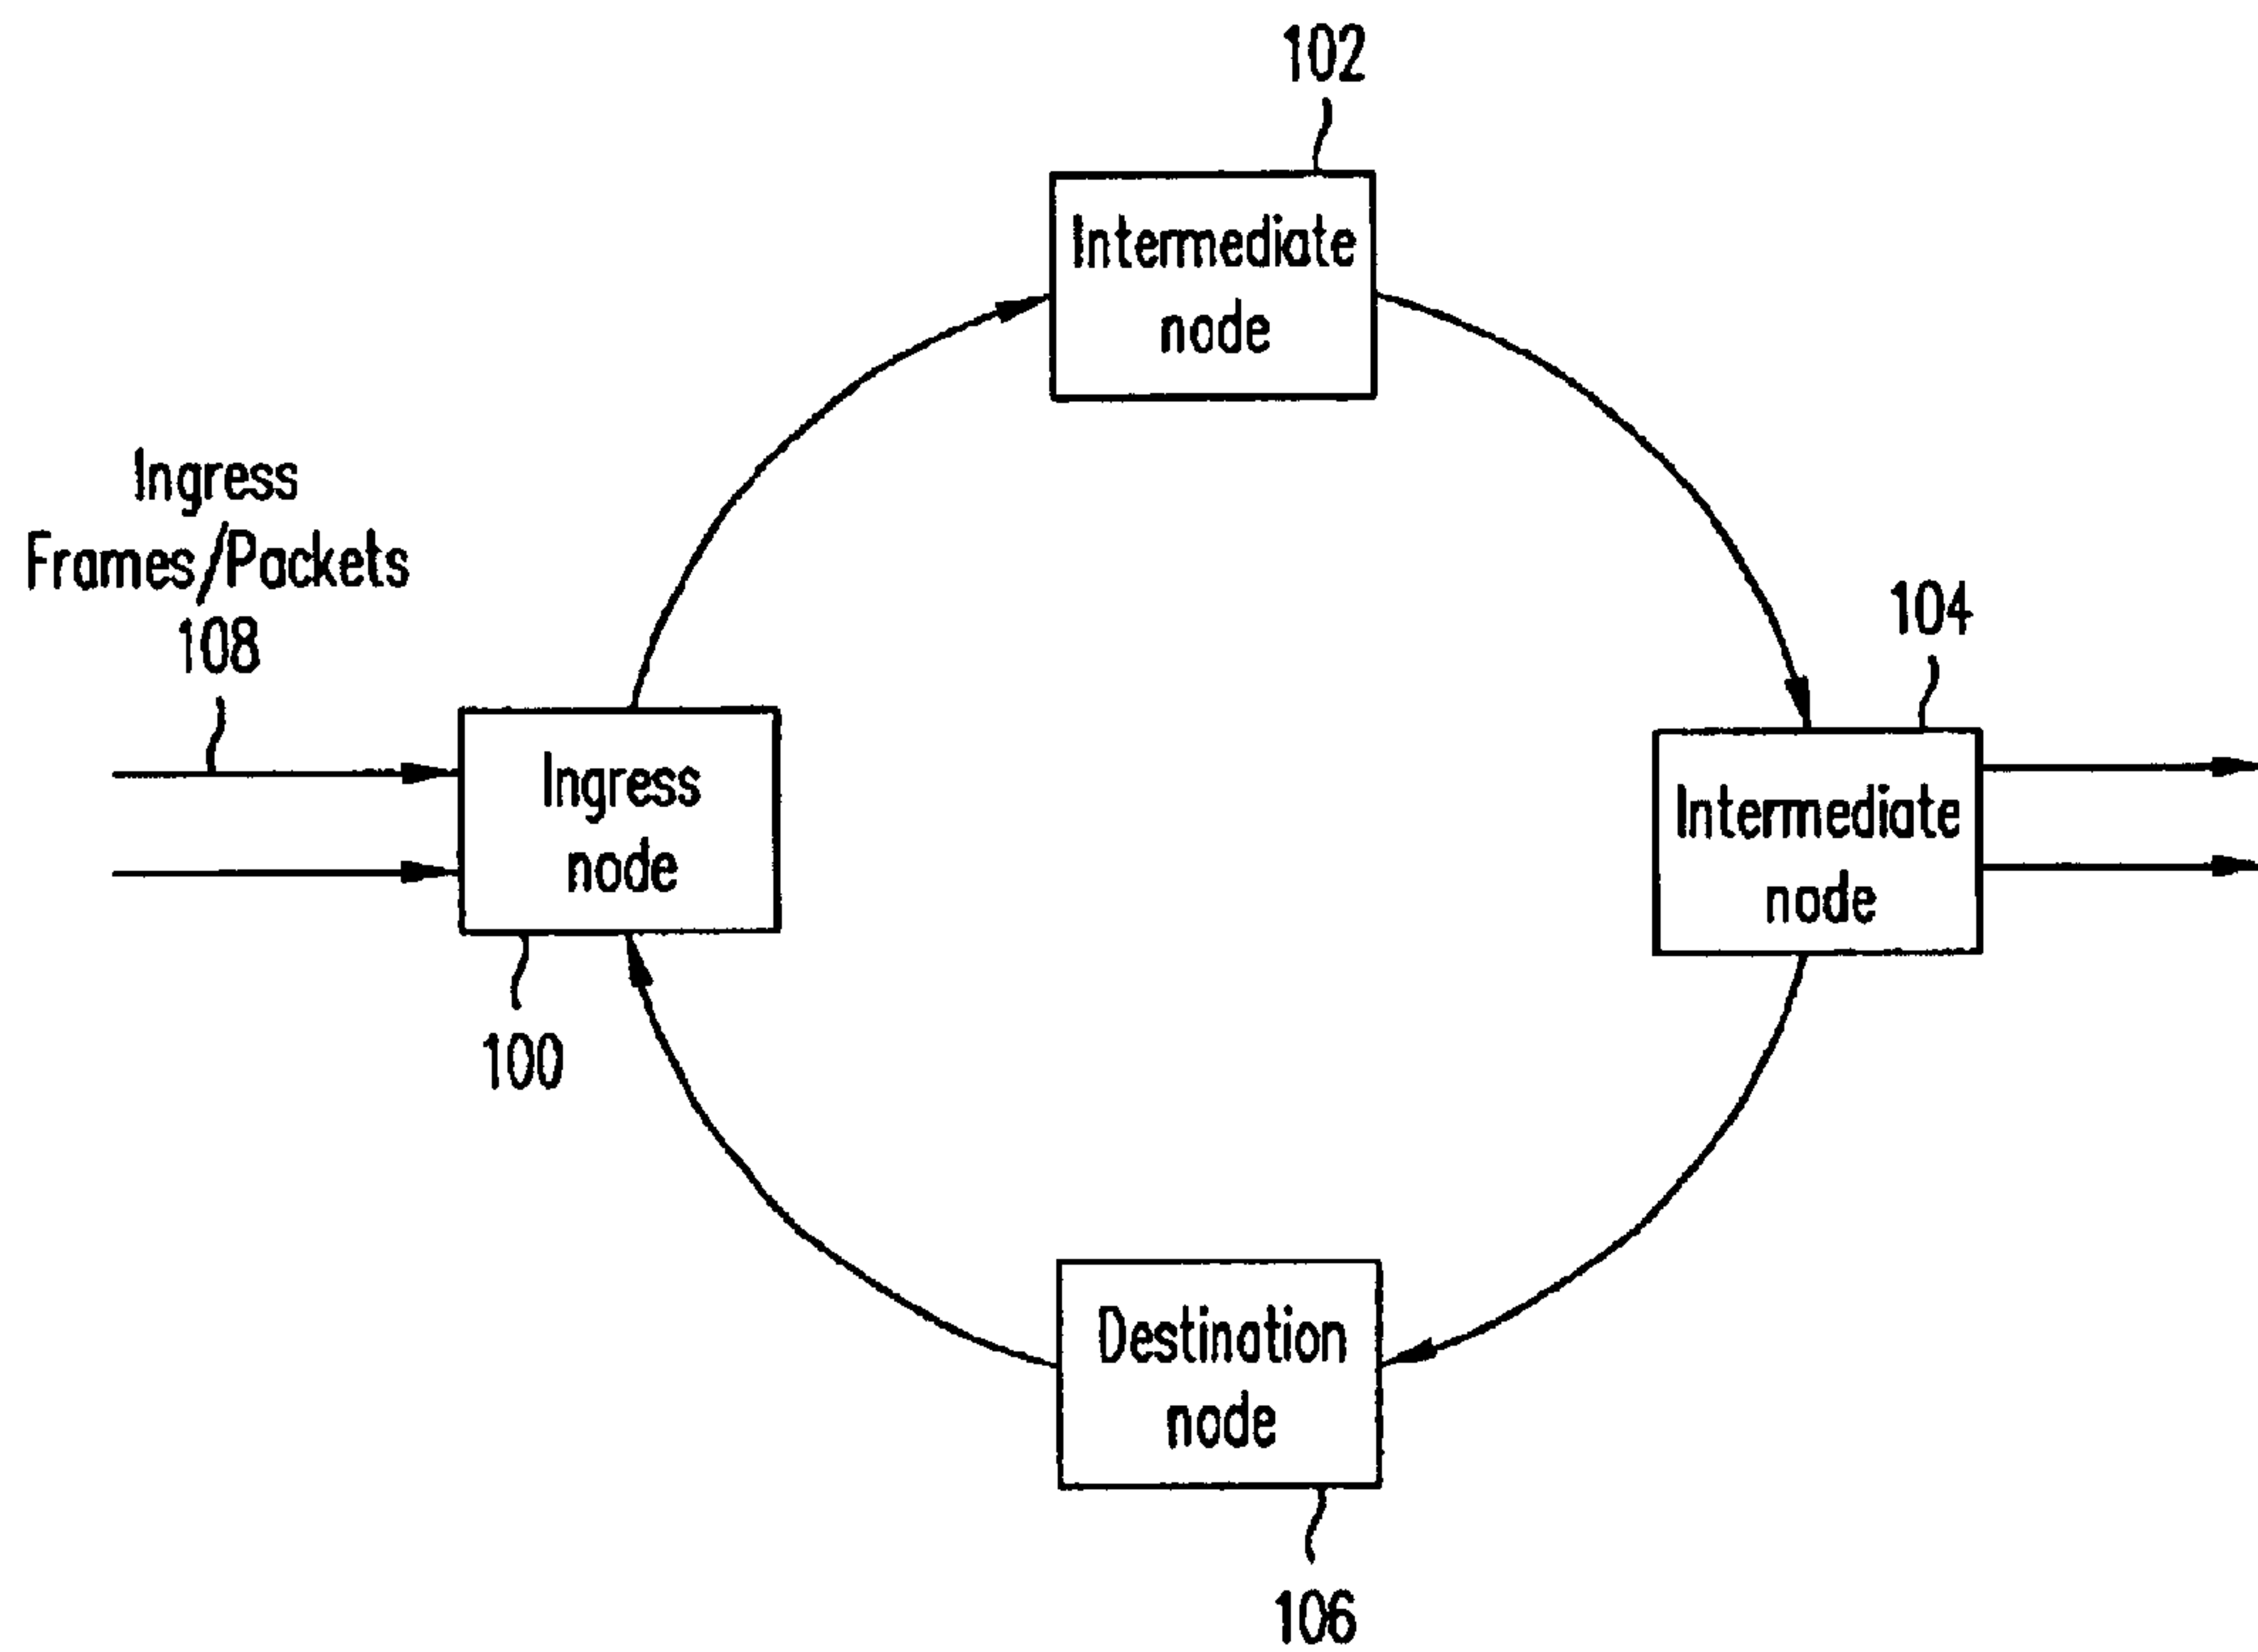 102
Intermediate
node
Ingress
Frames/Packets
108
104
Ingress
node
Intermediate
node
100
Destination
node
106